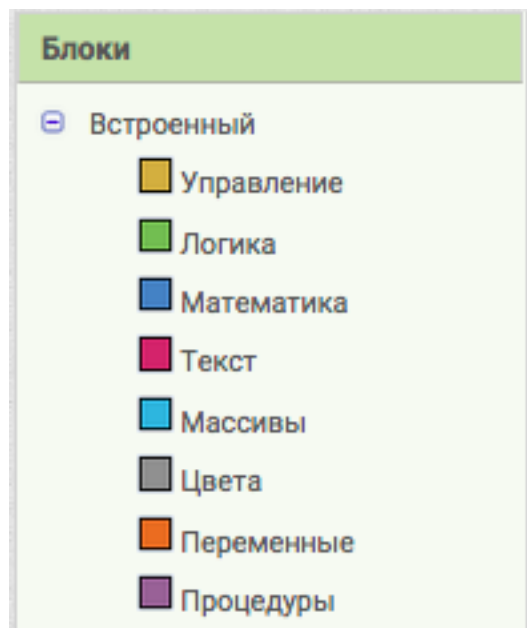 Блоки
Встроенный
Управление
Логика
Математика
Текст
Массивы
Цвета
Переменные
Процедуры